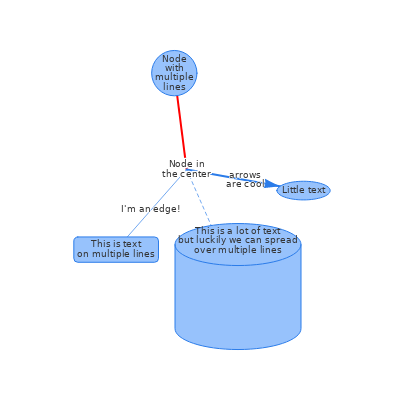 Node
with
multiple
lines
Node in
the center
arrows
are cool
Little text
I'm an edge!
This is a lot of text
but luckily we can spread
over multiple lines
This is text
on multiple lines